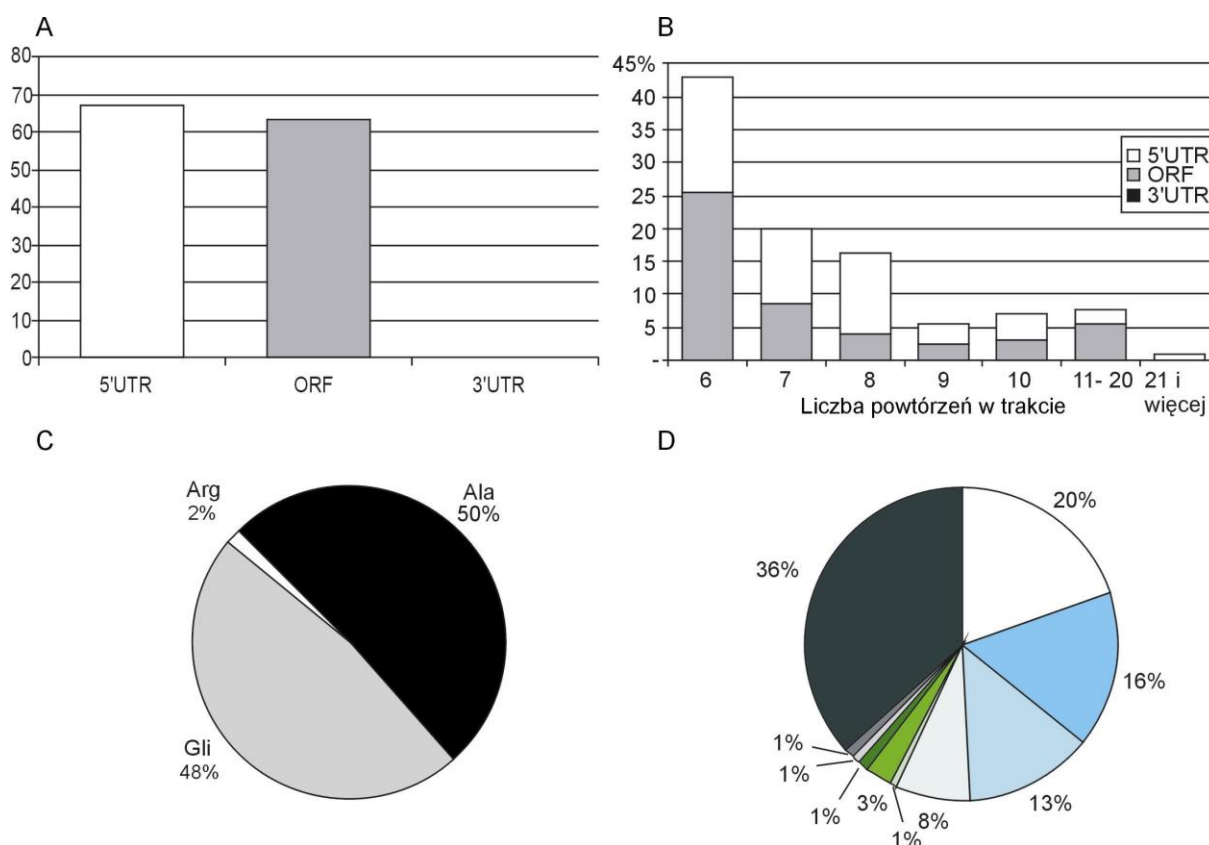 A
80
70
60
50
40
30
20
10
0
5'UTR ORF 3'UTR
B
45%
40
35
30
25
20
15
10
5
-
5'UTR
ORF
3'UTR
6 7 8 9 10 11- 20 21 i
Liczba powtórzeń w trakcie więcej
C
Arg
2%
Ala
50%
Gli
48%
D
20%
36%
16%
1%
1%
1%
3%
1%
8%
13%